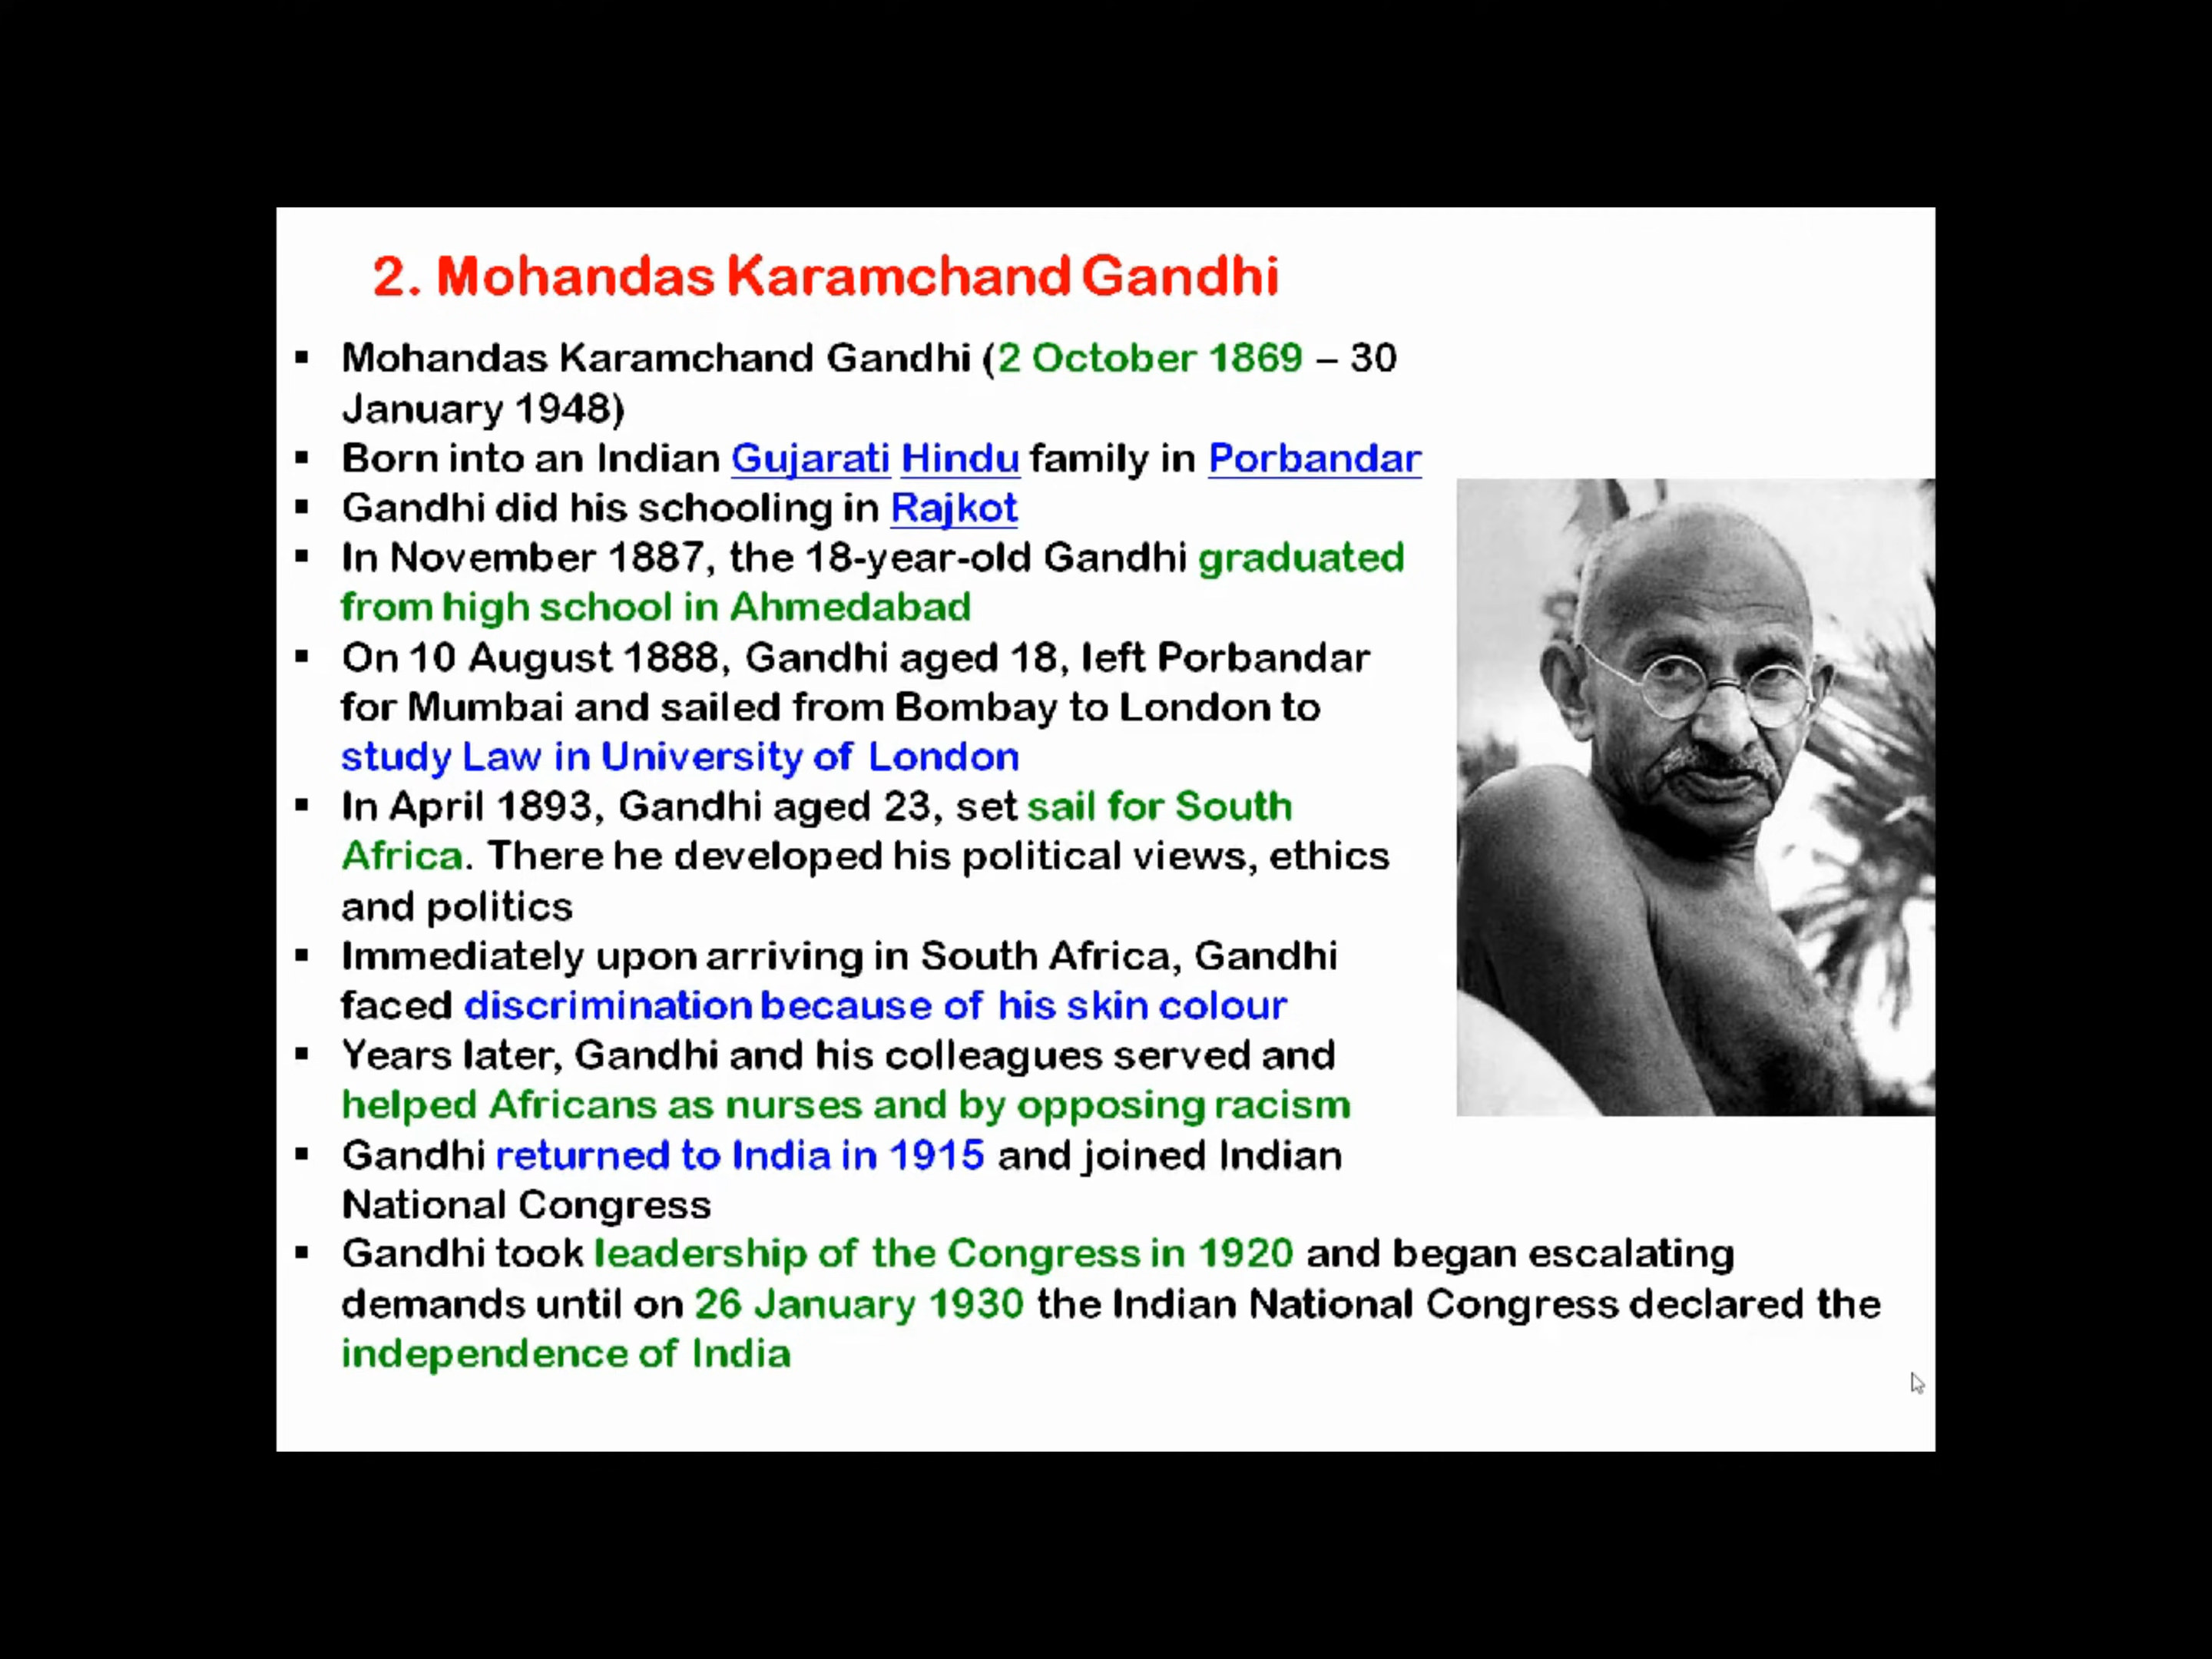 2. Mohandas Karamchand Gandhi
▪ Mohandas Karamchand Gandhi (2 October 1869 – 30
January 1948)
▪ Born into an Indian Gujarati Hindu family in Porbandar
▪ Gandhi did his schooling in Rajkot
▪ In November 1887, the 18-year-old Gandhi graduated
from high school in Ahmedabad
▪ On 10 August 1888, Gandhi aged 18, left Porbandar
for Mumbai and sailed from Bombay to London to
study Law in University of London
▪ In April 1893, Gandhi aged 23, set sail for South
Africa. There he developed his political views, ethics
and politics
▪ Immediately upon arriving in South Africa, Gandhi
faced discrimination because of his skin colour
▪ Years later, Gandhi and his colleagues served and
helped Africans as nurses and by opposing racism
▪ Gandhi returned to India in 1915 and joined Indian
National Congress
▪ Gandhi took leadership of the Congress in 1920 and began escalating
demands until on 26 January 1930 the Indian National Congress declared the
independence of India